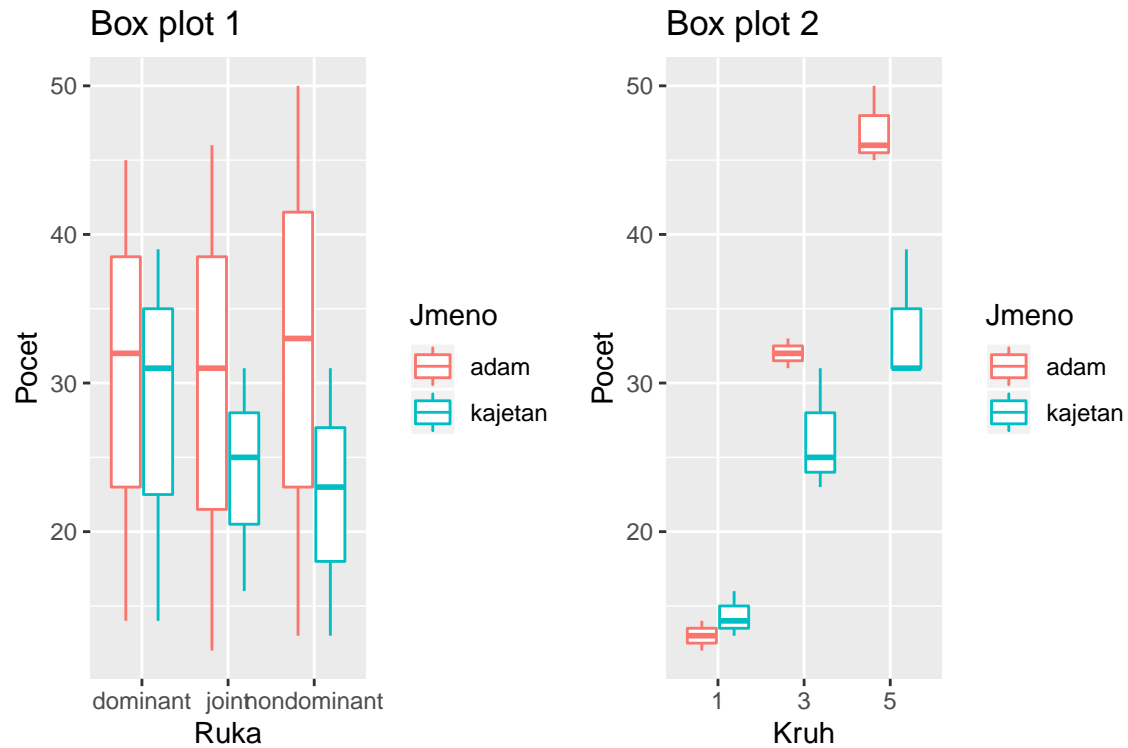 Box plot 1
50
40
30
20
Pocet
dominant
joint
nondominant
Ruka
Jmeno
adam
kajetan
Box plot 2
50
40
30
20
Pocet
1
3
5
Kruh
Jmeno
adam
kajetan